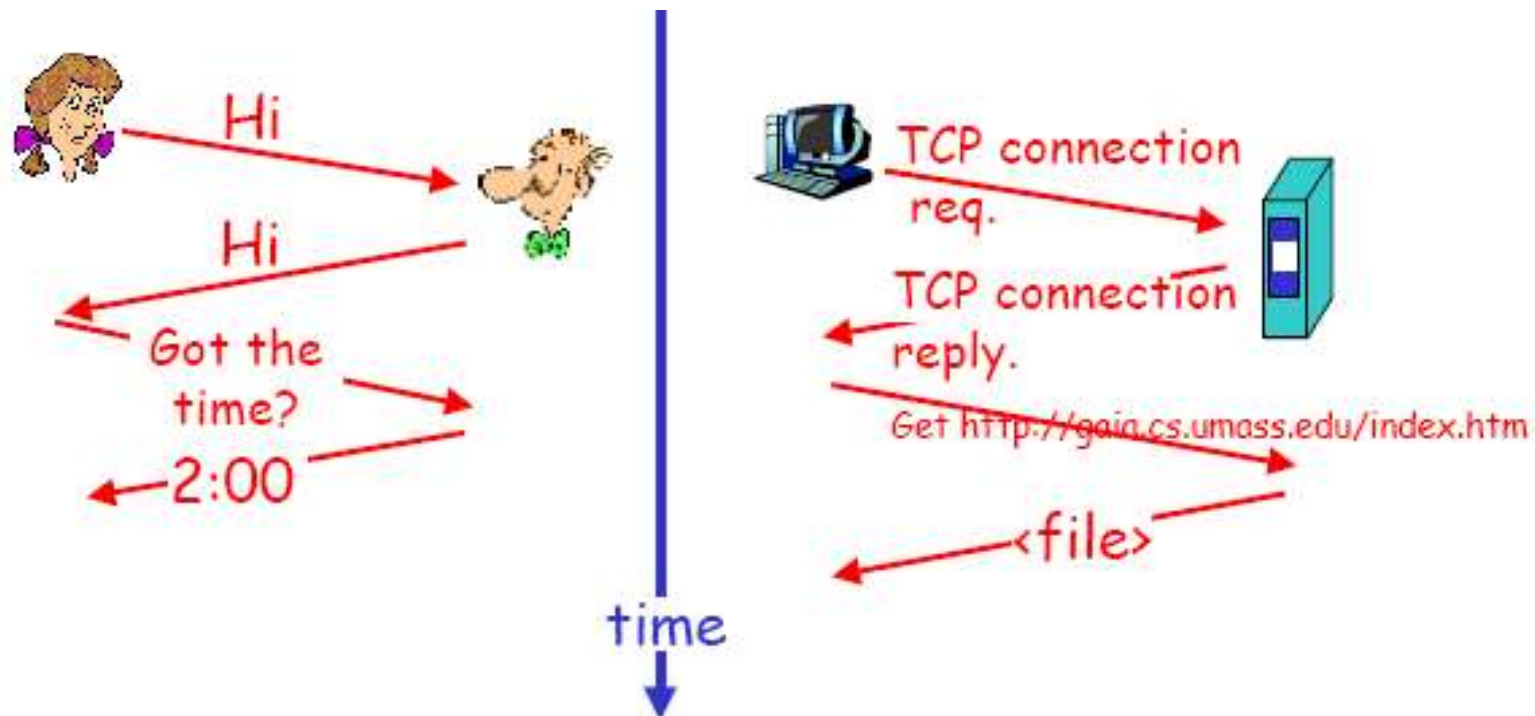 Hi
Hi
Got the
time?
2:00
time
TCP connection
req.
TCP connection
reply.
Get http://gaia.cs.umass.edu/index.htm
<file>